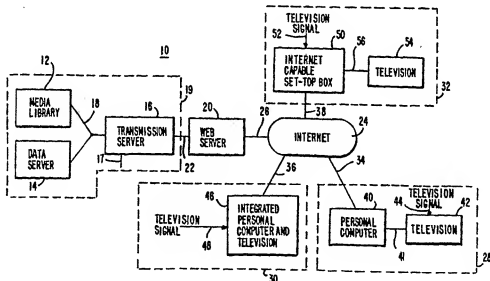 10
12
MEDIA
LIBRARY
18
DATA
SERVER
14
16
TRANSMISSION
SERVER
17
19
20
WEB
SERVER
22
26
TELEVISION
SIGNAL
52
50
INTERNET
CAPABLE
SET-TOP BOX
56
54
TELEVISION
32
38
INTERNET
24
36
34
46
INTEGRATED
PERSONAL
COMPUTER AND
TELEVISION
TELEVISION
SIGNAL
48
30
40
PERSONAL
COMPUTER
41
TELEVISION
SIGNAL
44
42
TELEVISION
28